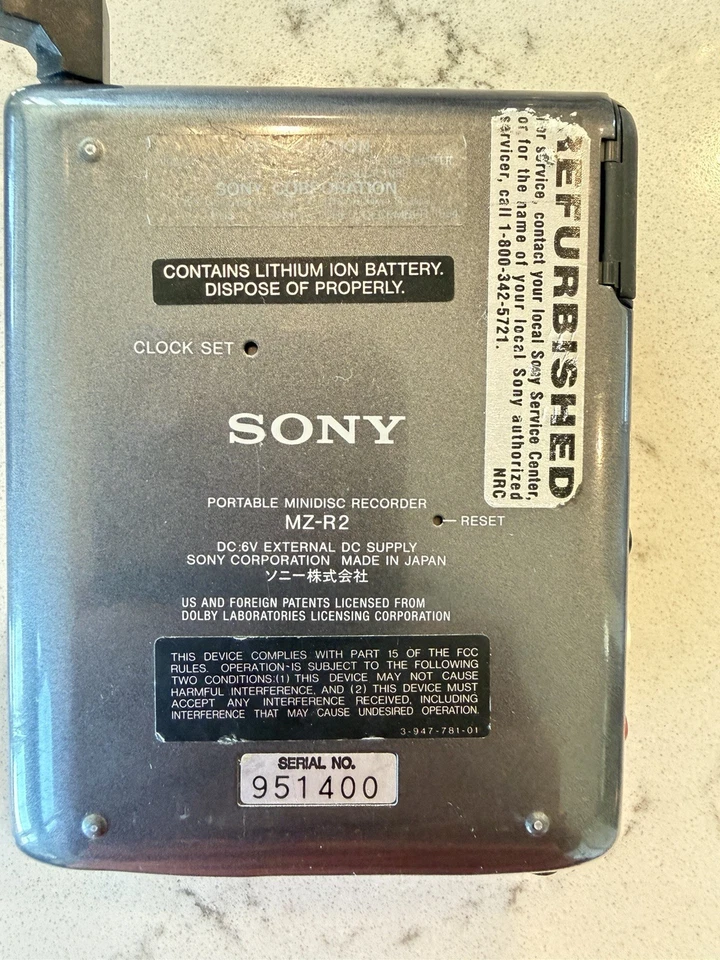 SONY CORPORATION
CONTAINS LITHIUM ION BATTERY.
DISPOSE OF PROPERLY.
CLOCK SET
SONY
PORTABLE MINIDISC RECORDER
MZ-R2
RESET
DC:6V EXTERNAL DC SUPPLY
SONY CORPORATION MADE IN JAPAN
ソニー株式会社
US AND FOREIGN PATENTS LICENSED FROM
DOLBY LABORATORIES LICENSING CORPORATION
THIS DEVICE COMPLIES WITH PART 15 OF THE FCC
RULES. OPERATION IS SUBJECT TO THE FOLLOWING
TWO CONDITIONS:(1) THIS DEVICE MAY NOT CAUSE
HARMFUL INTERFERENCE, AND (2) THIS DEVICE MUST
ACCEPT ANY INTERFERENCE RECEIVED, INCLUDING
INTERFERENCE THAT MAY CAUSE UNDESIRED OPERATION.
3-947-781-01
SERIAL NO.
951400
REFURBISHED
for service, contact your local Sony Service Center,
or for the name of your local Sony authorized
servicer, call 1-800-342-5721.
NRC